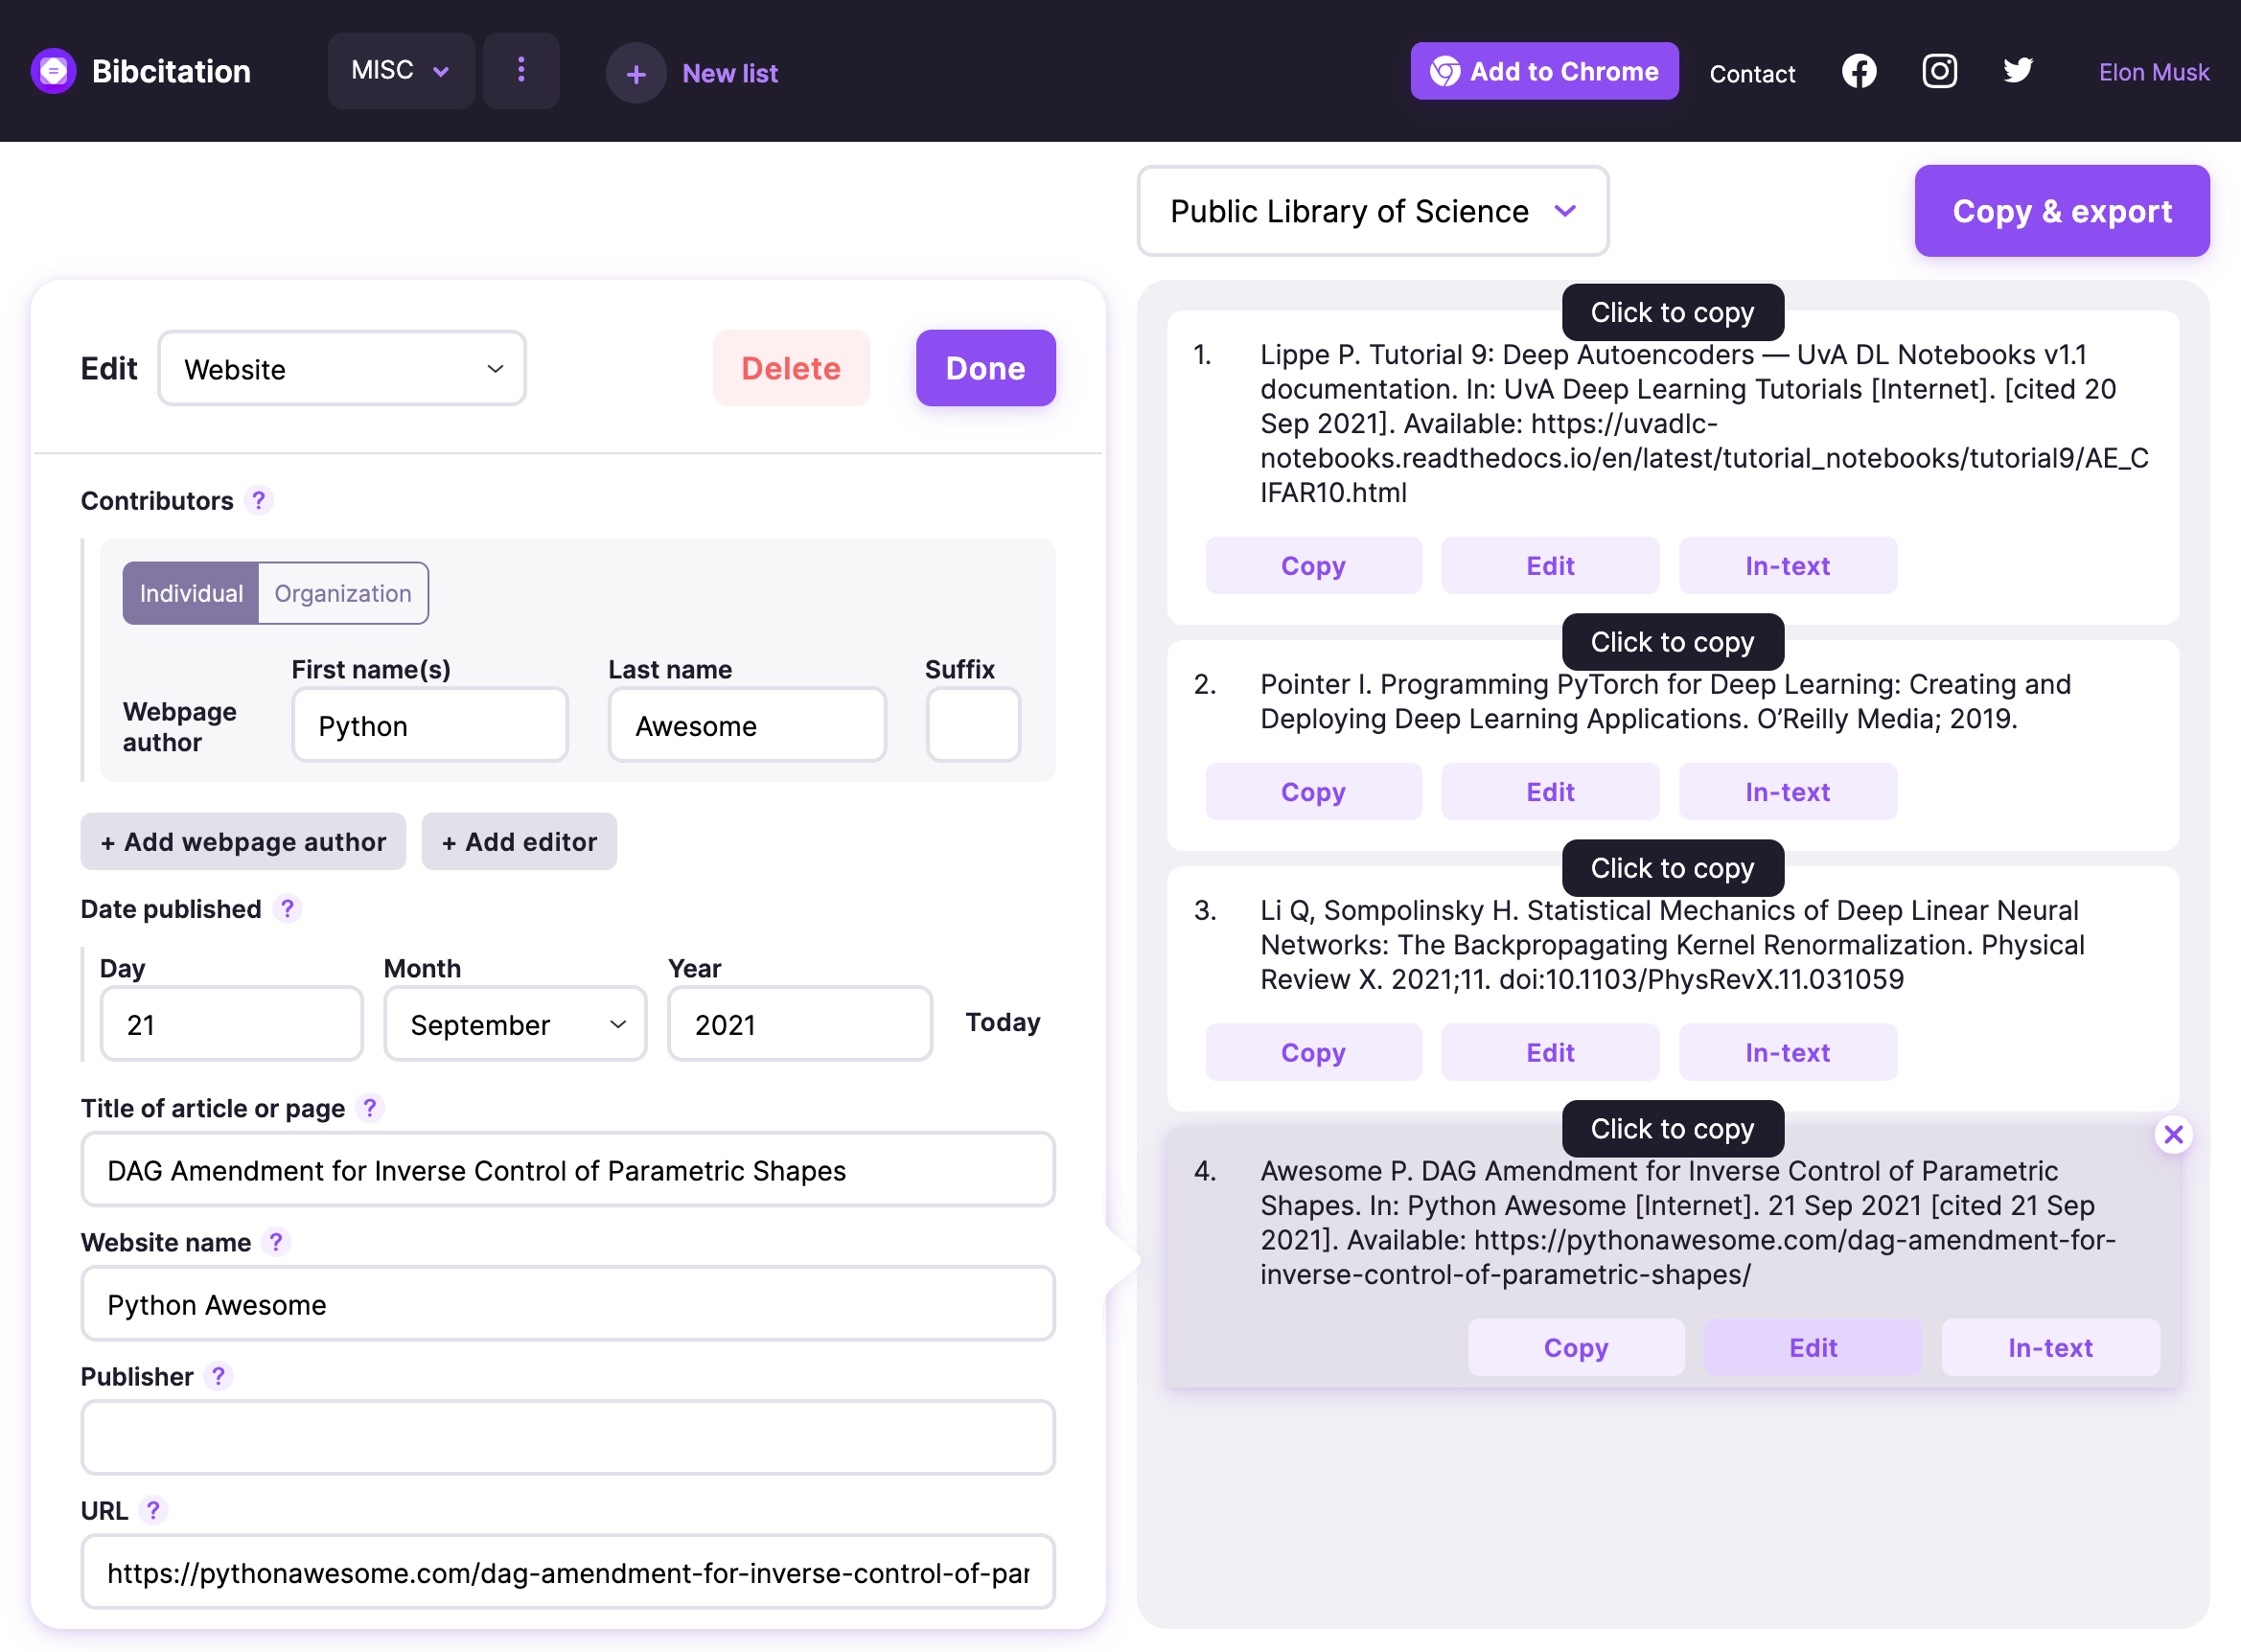 Bibcitation
MISC
+ New list
Add to Chrome
Contact
Elon Musk
Public Library of Science
Copy & export
Edit
Website
Delete
Done
Contributors ?
Individual
Organization
First name(s)
Last name
Suffix
Webpage
author
Python
Awesome
+ Add webpage author
+ Add editor
Date published ?
Day
Month
Year
21
September
2021
Today
Title of article or page ?
DAG Amendment for Inverse Control of Parametric Shapes
Website name ?
Python Awesome
Publisher ?
URL ?
https://pythonawesome.com/dag-amendment-for-inverse-control-of-par
Click to copy
1. Lippe P. Tutorial 9: Deep Autoencoders — UvA DL Notebooks v1.1
documentation. In: UvA Deep Learning Tutorials [Internet]. [cited 20
Sep 2021]. Available: https://uvadlc-
notebooks.readthedocs.io/en/latest/tutorial_notebooks/tutorial9/AE_C
IFAR10.html
Copy
Edit
In-text
Click to copy
2. Pointer I. Programming PyTorch for Deep Learning: Creating and
Deploying Deep Learning Applications. O’Reilly Media; 2019.
Copy
Edit
In-text
Click to copy
3. Li Q, Sompolinsky H. Statistical Mechanics of Deep Linear Neural
Networks: The Backpropagating Kernel Renormalization. Physical
Review X. 2021;11. doi:10.1103/PhysRevX.11.031059
Copy
Edit
In-text
Click to copy
4. Awesome P. DAG Amendment for Inverse Control of Parametric
Shapes. In: Python Awesome [Internet]. 21 Sep 2021 [cited 21 Sep
2021]. Available: https://pythonawesome.com/dag-amendment-for-
inverse-control-of-parametric-shapes/
Copy
Edit
In-text